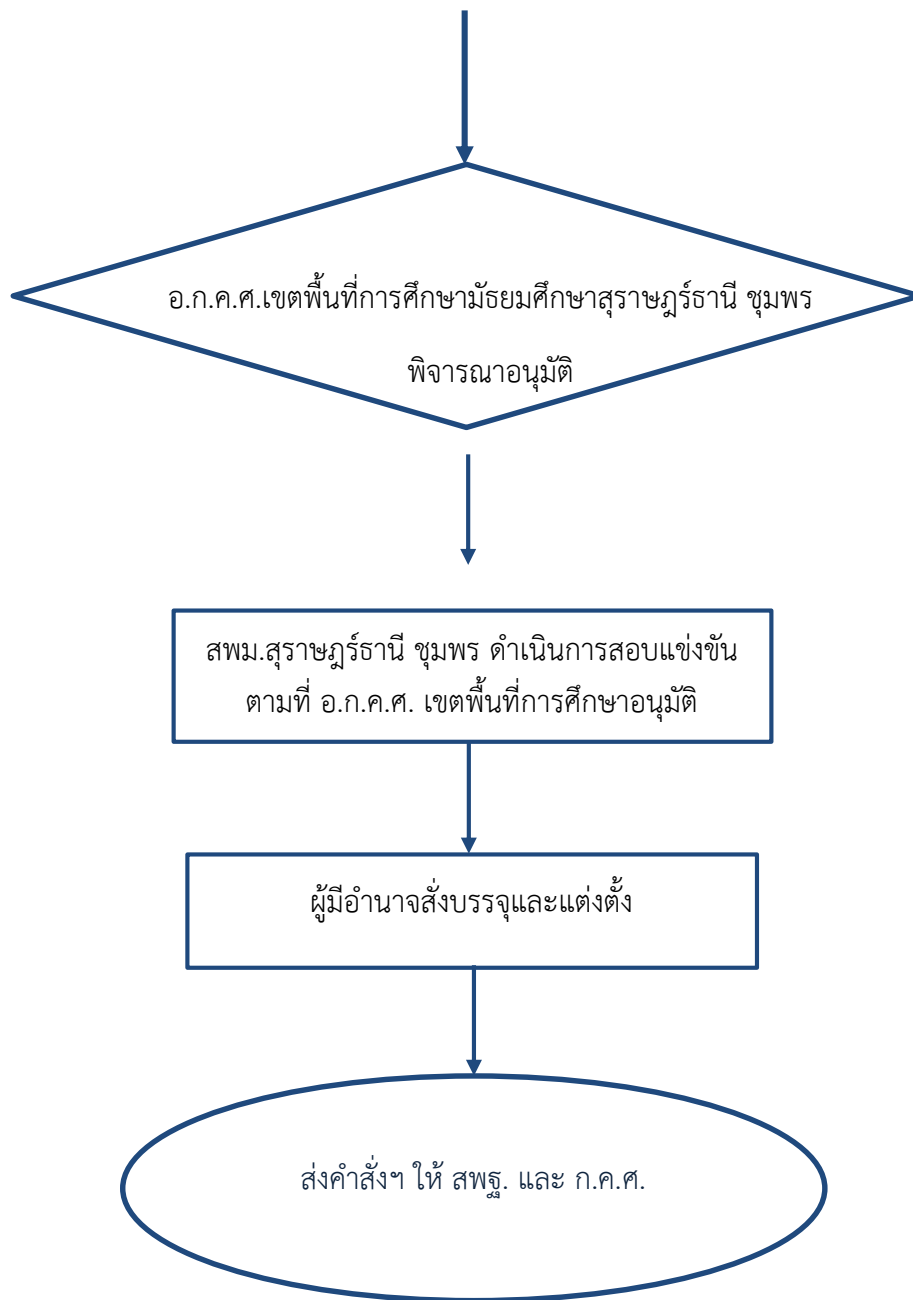 อ.ก.ค.ศ.เขตพื้นที่การศึกษามัธยมศึกษาสุราษฎร์ธานี ชุมพร
พิจารณาอนุมัติ
สพม.สุราษฎร์ธานี ชุมพร ดำเนินการสอบแข่งขัน
ตามที่ อ.ก.ค.ศ. เขตพื้นที่การศึกษาอนุมัติ
ผู้มีอำนาจสั่งบรรจุและแต่งตั้ง
ส่งคำสั่งฯ ให้ สพฐ. และ ก.ค.ศ.